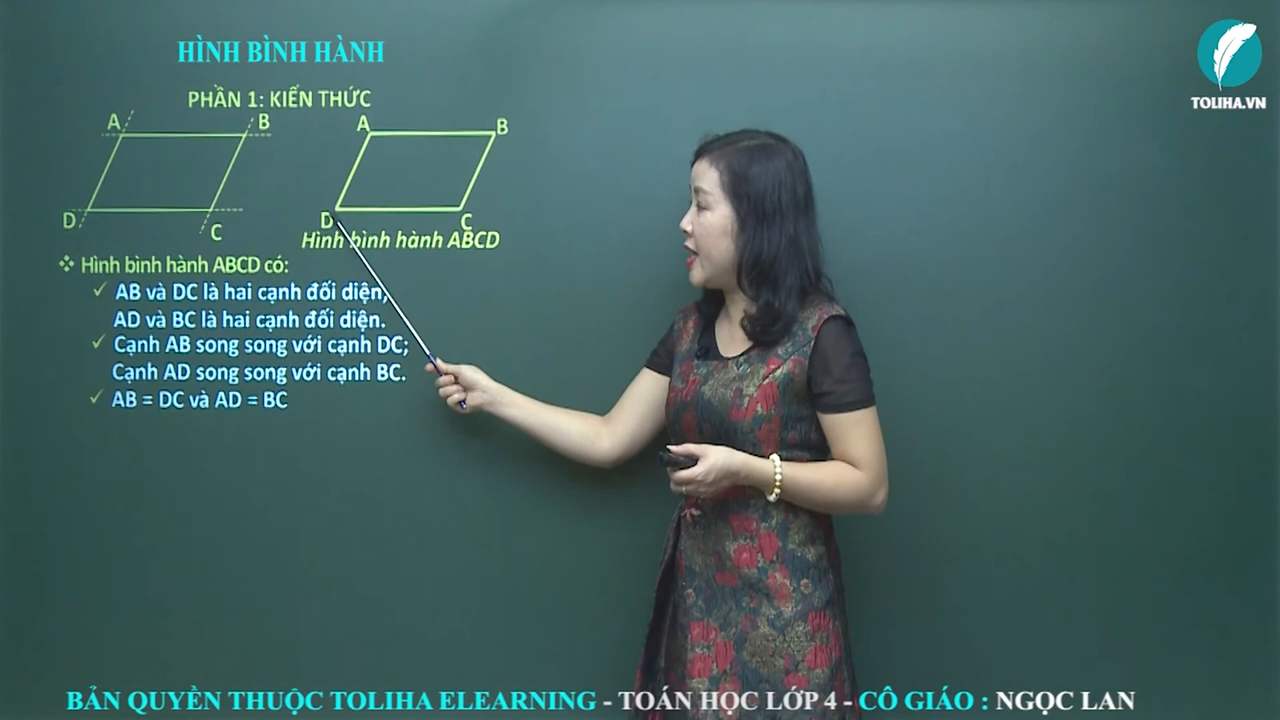 HÌNH BÌNH HÀNH
TOLIHA.VN
PHẦN 1: KIẾN THỨC
A B A B
D C D C
Hình bình hành ABCD
❖ Hình bình hành ABCD có:
✓ AB và DC là hai cạnh đối diện,
AD và BC là hai cạnh đối diện.
✓ Cạnh AB song song với cạnh DC;
Cạnh AD song song với cạnh BC.
✓ AB = DC và AD = BC
BẢN QUYỀN THUỘC TOLIHA ELEARNING - TOÁN HỌC LỚP 4 - CÔ GIÁO : NGỌC LAN